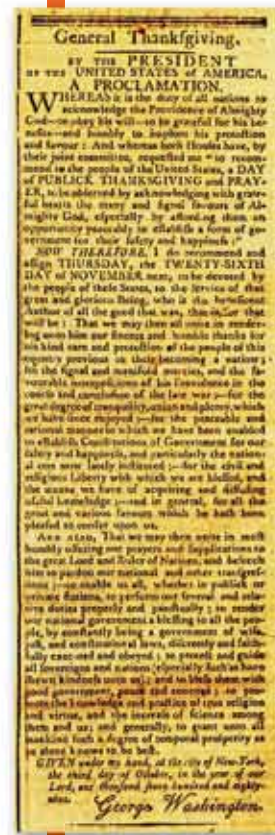 General Thankſgiving.
BY THE PRESIDENT
OF THE UNITED STATES OF AMERICA,
A PROCLAMATION.
WHEREAS it is the duty of all nations to
acknowledge the Providence of Almighty
God—to obey his will—to be grateful for his be-
nefits—and humbly to implore his protection
and favour: And whereas both Houſes have, by
their joint committee, requeſted me "to recom-
mend to the people of the United States, a DAY
OF PUBLICK THANKSGIVING and PRAY-
ER, to be obſerved by acknowledging with grate-
ful hearts the many and ſignal favours of Al-
mighty God, eſpecially by affording them an
opportunity peaceably to eſtabliſh a form of go-
vernment for their ſafety and happineſs:"
NOW THEREFORE, I do recommend and
aſſign THURSDAY, the TWENTY-SIXTH
DAY of NOVEMBER next, to be devoted by
the people of theſe States, to the ſervice of that
great and glorious Being, who is the beneficent
Author of all the good that was, that is, or that
will be: That we may then all unite in render-
ing unto him our ſincere and humble thanks for
his kind care and protection of the people of this
country previous to their becoming a nation;
for the ſignal and manifold mercies, and the fa-
vourable interpoſitions of his Providence in the
courſe and concluſion of the late war;—for the
great degree of tranquility, union and plenty, which
we have ſince enjoyed;—for the peaceable and
rational manner in which we have been enabled
to eſtabliſh Conſtitutions of Government for our
ſafety and happineſs, and particularly the nation-
al one now lately inſtituted;—for the civil and
religious Liberty with which we are bleſſed, and
the means we have of acquiring and diffuſing
uſeful knowledge;—and in general, for all the
great and various favours which he hath been
pleaſed to confer upon us.
AND ALSO, That we may then unite in moſt
humbly offering our prayers and ſupplications to
the great Lord and Ruler of Nations, and beſeech
him to pardon our national and other tranſgreſ-
ſions;—to enable us all, whether in publick or
private ſtations, to perform our ſeveral and rela-
tive duties properly and punctually; to render
our national government a bleſſing to all the peo-
ple, by conſtantly being a government of wiſe,
juſt, and conſtitutional laws, diſcreetly and faith-
fully executed and obeyed; to protect and guide
all ſovereigns and nations (eſpecially ſuch as have
ſhewn kindneſs unto us); and to bleſs them with
good government, peace and concord; to pro-
mote the knowledge and practice of true religion
and virtue, and the increaſe of ſcience among
them and us; and generally, to grant unto all
mankind ſuch a degree of temporal proſperity as
he alone knows to be beſt.
GIVEN under my hand, at the city of New-York,
the third day of October, in the year of our
Lord, one thouſand ſeven hundred and eighty-
nine.
George Washington.